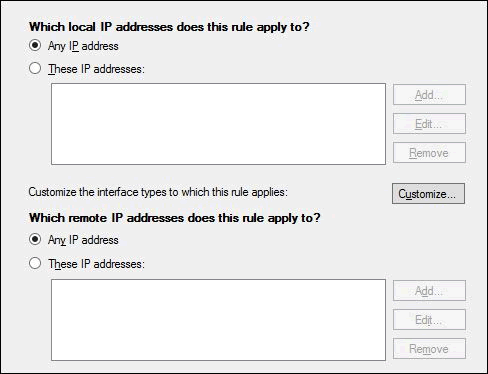 Which local IP addresses does this rule apply to?
Any IP address
These IP addresses:
Add...
Edit...
Remove
Customize the interface types to which this rule applies:
Customize...
Which remote IP addresses does this rule apply to?
Any IP address
These IP addresses:
Add...
Edit...
Remove